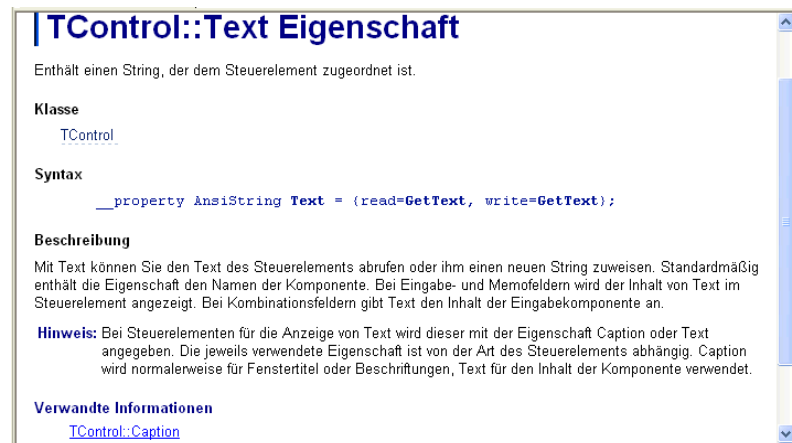 TControl::Text Eigenschaft
Enthält einen String, der dem Steuerelement zugeordnet ist.
Klasse
TControl
Syntax
__property AnsiString Text = {read=GetText, write=GetText};
Beschreibung
Mit Text können Sie den Text des Steuerelements abrufen oder ihm einen neuen String zuweisen. Standardmäßig
enthält die Eigenschaft den Namen der Komponente. Bei Eingabe- und Memofeldern wird der Inhalt von Text im
Steuerelement angezeigt. Bei Kombinationsfeldern gibt Text den Inhalt der Eingabekomponente an.
Hinweis: Bei Steuerelementen für die Anzeige von Text wird dieser mit der Eigenschaft Caption oder Text
angegeben. Die jeweils verwendete Eigenschaft ist von der Art des Steuerelements abhängig. Caption
wird normalerweise für Fenstertitel oder Beschriftungen, Text für den Inhalt der Komponente verwendet.
Verwandte Informationen
TControl::Caption